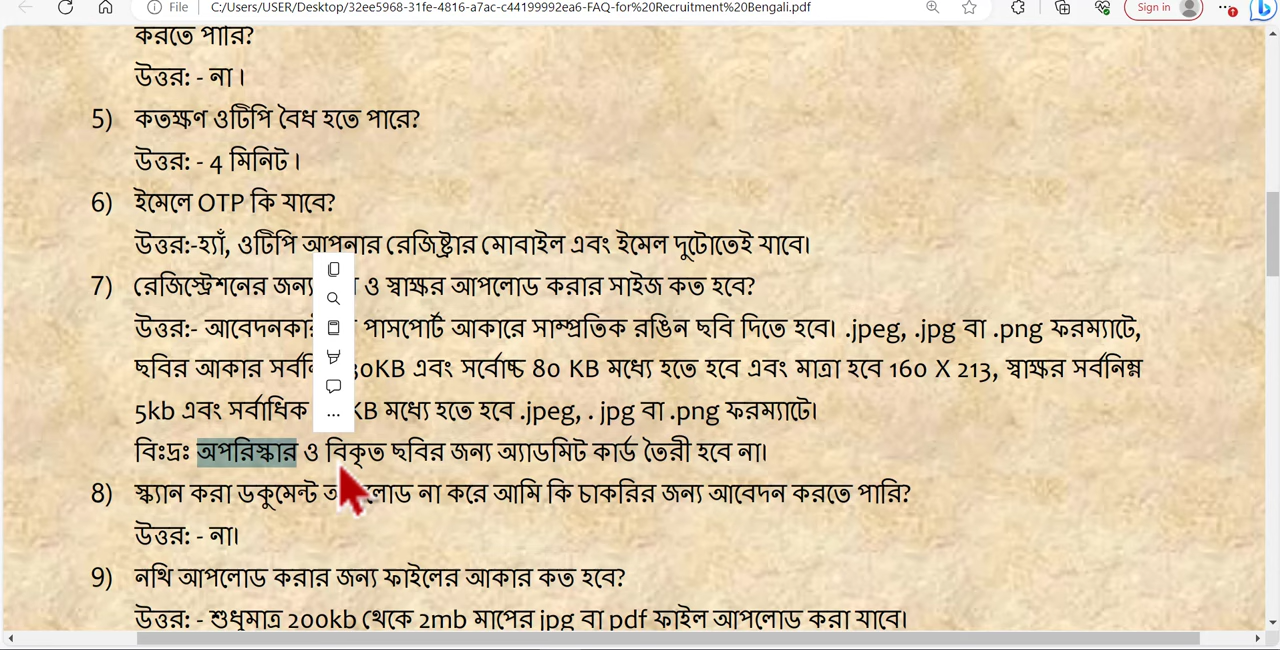 File C:/Users/USER/Desktop/32ee5968-31fe-4816-a7ac-c44199992ea6-FAQ-for%20Recruitment%20Bengali.pdf Sign in
করতে পারি?
উত্তর: - না।
5) কতক্ষণ ওটিপি বৈধ হতে পারে?
উত্তর: - 4 মিনিট।
6) ইমেলে OTP কি যাবে?
উত্তর:-হ্যাঁ, ওটিপি আপনার রেজিষ্ট্রার মোবাইল এবং ইমেল দুটোতেই যাবে।
7) রেজিস্ট্রেশনের ও স্বাক্ষর আপলোড করার সাইজ কত হবে?
উত্তর:- পাসপোর্ট আকারে সাম্প্রতিক রঙিন ছবি দিতে হবে। .jpeg, .jpg বা .png ফরম্যাটে,
ছবির আকার এবং সর্বোচ্চ 80 KB মধ্যে হতে হবে এবং মাত্রা হবে 160 X 213, স্বাক্ষর সর্বনিম্ন
5kb এবং সর্বাধিক KB মধ্যে হতে হবে .jpeg, . jpg বা .png ফরম্যাটে।
বিঃদ্রঃ অপরিস্কার ও বিকৃত ছবির জন্য অ্যাডমিট কার্ড তৈরী হবে না।
8) স্ক্যান করা ডকুমেন্ট না করে আমি কি চাকরির জন্য আবেদন করতে পারি?
উত্তর: - না।
9) নথি আপলোড করার জন্য ফাইলের আকার কত হবে?
উত্তর: - শুধুমাত্র 200kb থেকে 2mb মাপের jpg বা pdf ফাইল আপলোড করা যাবে।